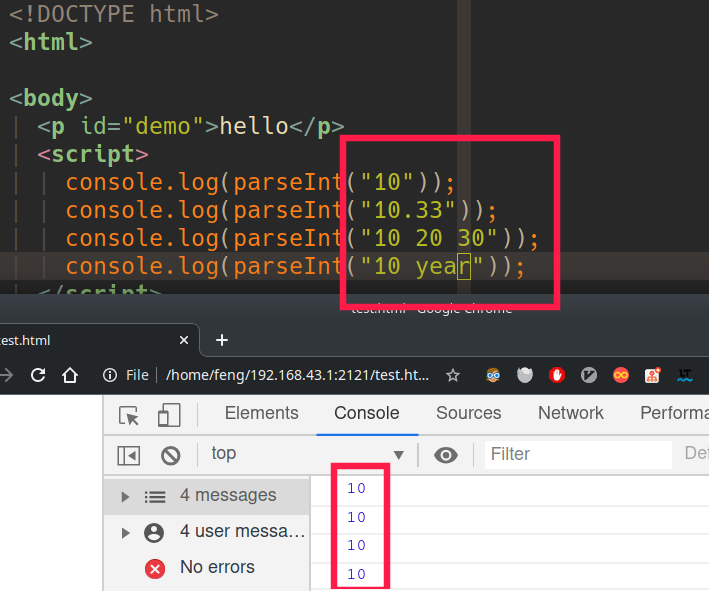 <!DOCTYPE html>
<html>
<body>
<p id="demo">hello</p>
<script>
console.log(parseInt("10"));
console.log(parseInt("10.33"));
console.log(parseInt("10 20 30"));
console.log(parseInt("10 year"));
</script>
test.html - Google Chrome
est.html
File /home/feng/192.168.43.1:2121/test.ht...
Elements Console Sources Network Performa
top Filter Def
4 messages
4 user messa...
No errors
10
10
10
10